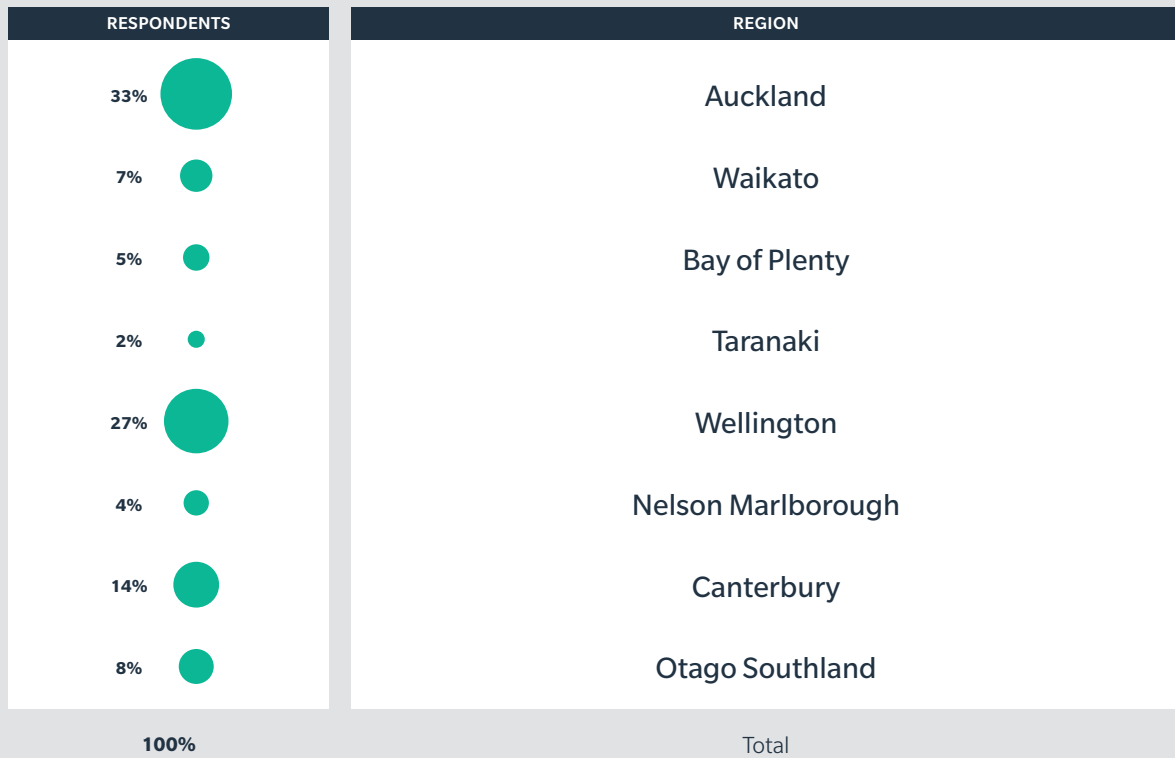 RESPONDENTS REGION
33% Auckland
7% Waikato
5% Bay of Plenty
2% Taranaki
27% Wellington
4% Nelson Marlborough
14% Canterbury
8% Otago Southland
100% Total